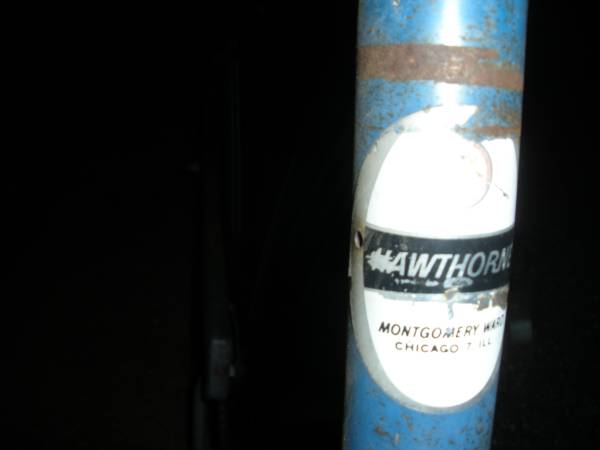 HAWTHORNE
MONTGOMERY WARD
CHICAGO 7, ILL.